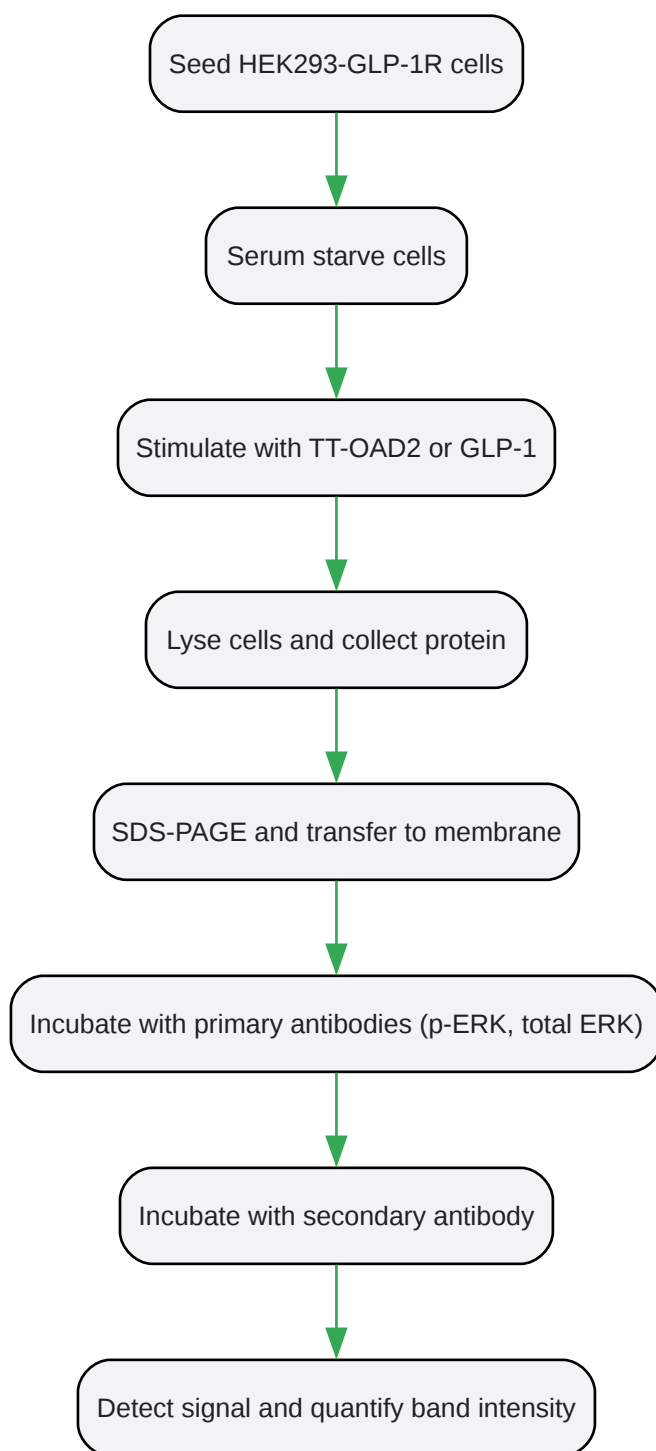 Seed HEK293-GLP-1R cells
Serum starve cells
Stimulate with TT-OAD2 or GLP-1
Lyse cells and collect protein
SDS-PAGE and transfer to membrane
Incubate with primary antibodies (p-ERK, total ERK)
Incubate with secondary antibody
Detect signal and quantify band intensity